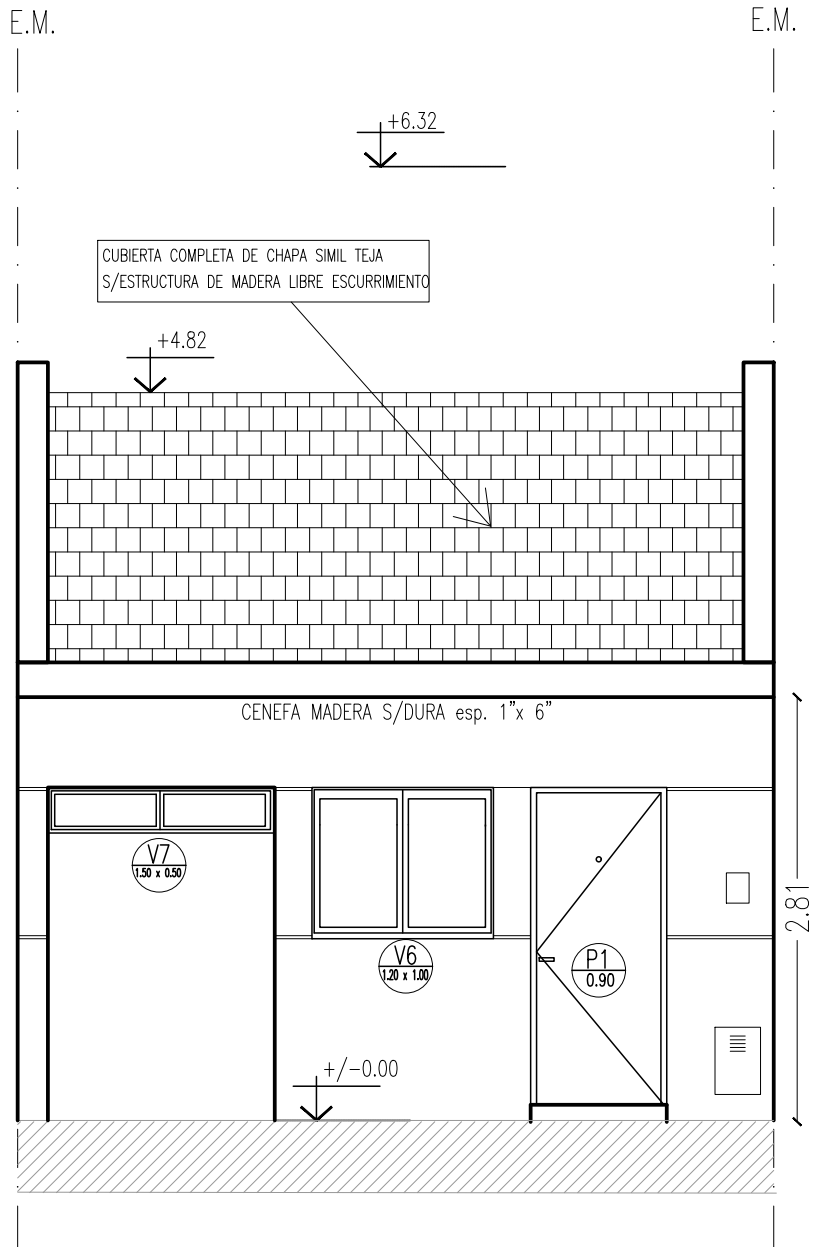 E.M.
E.M.
+6.32
CUBIERTA COMPLETA DE CHAPA SIMIL TEJA
S/ESTRUCTURA DE MADERA LIBRE ESCURRIMIENTO
+4.82
CENEFA MADERA S/DURA esp. 1"x 6"
V7
1.50 x 0.50
2.81
V6
1.20 x 1.00
P1
0.90
+/-0.00